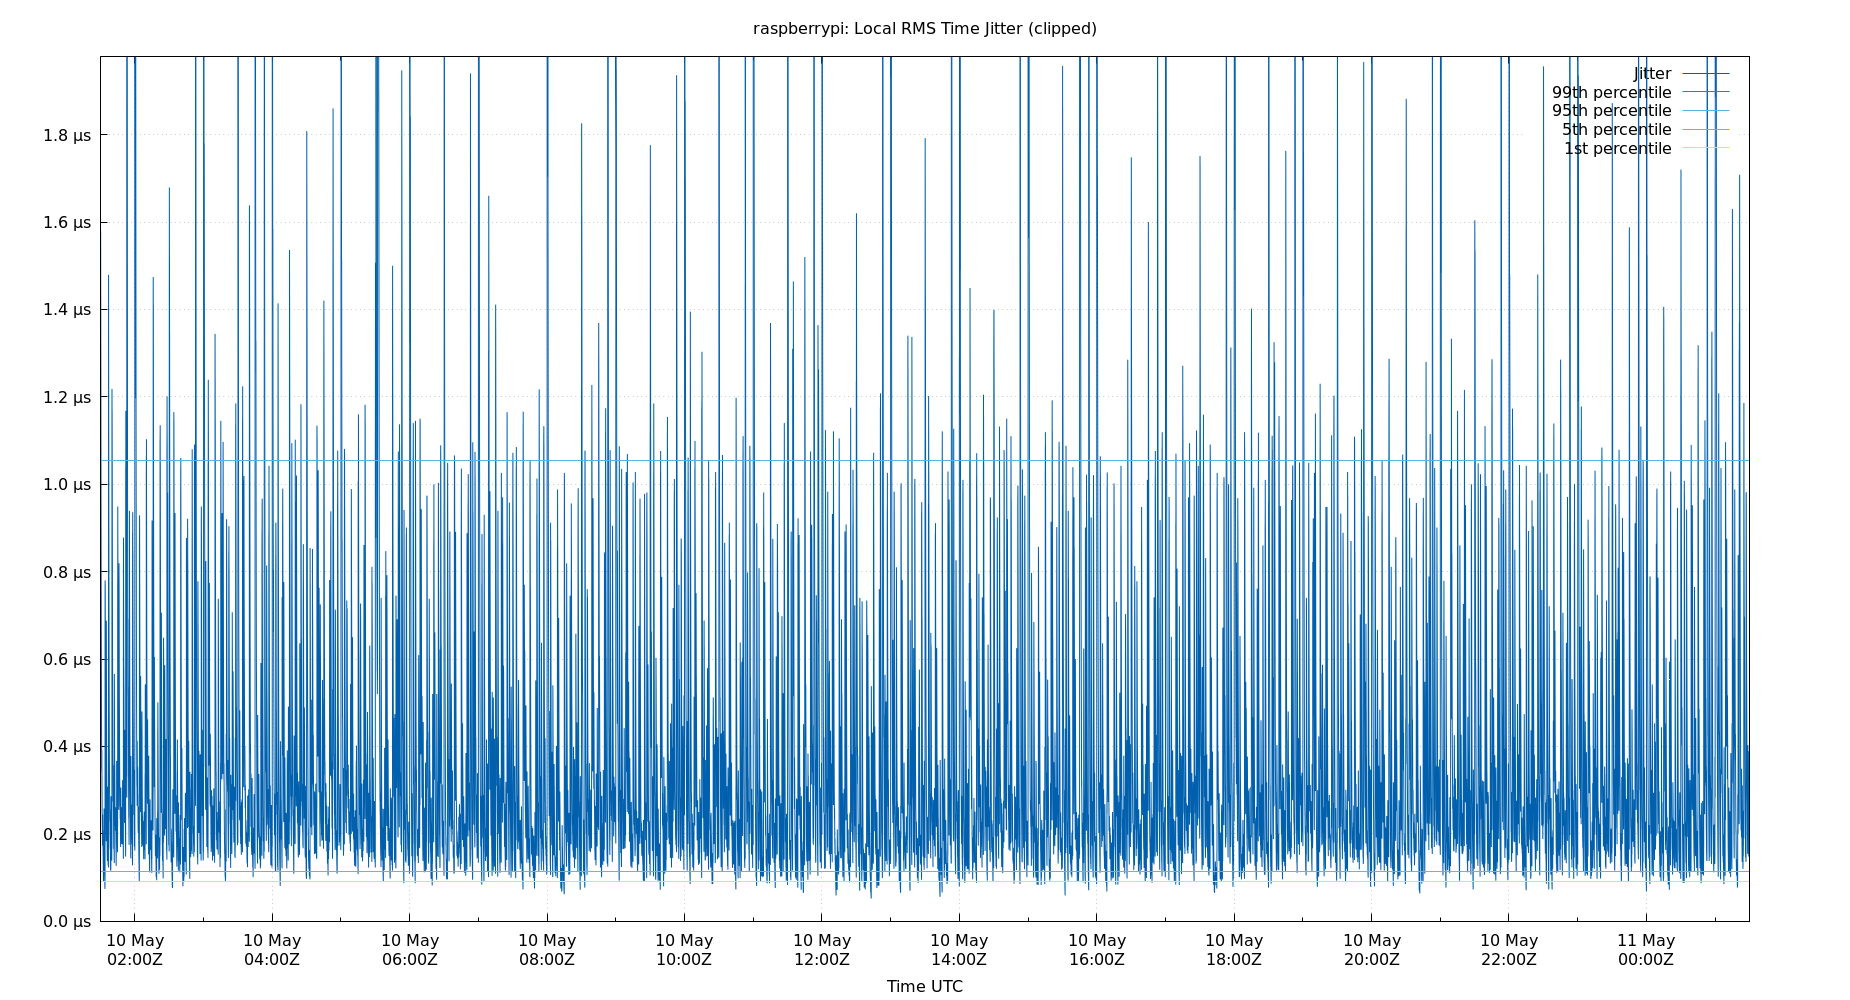 raspberrypi: Local RMS Time Jitter (clipped)
Jitter
99th percentile
95th percentile
5th percentile
1st percentile
1.8 µs
1.6 µs
1.4 µs
1.2 µs
1.0 µs
0.8 µs
0.6 µs
0.4 µs
0.2 µs
0.0 µs
10 May 10 May 10 May 10 May 10 May 10 May 10 May 10 May 10 May 10 May 10 May 11 May
02:00Z 04:00Z 06:00Z 08:00Z 10:00Z 12:00Z 14:00Z 16:00Z 18:00Z 20:00Z 22:00Z 00:00Z
Time UTC